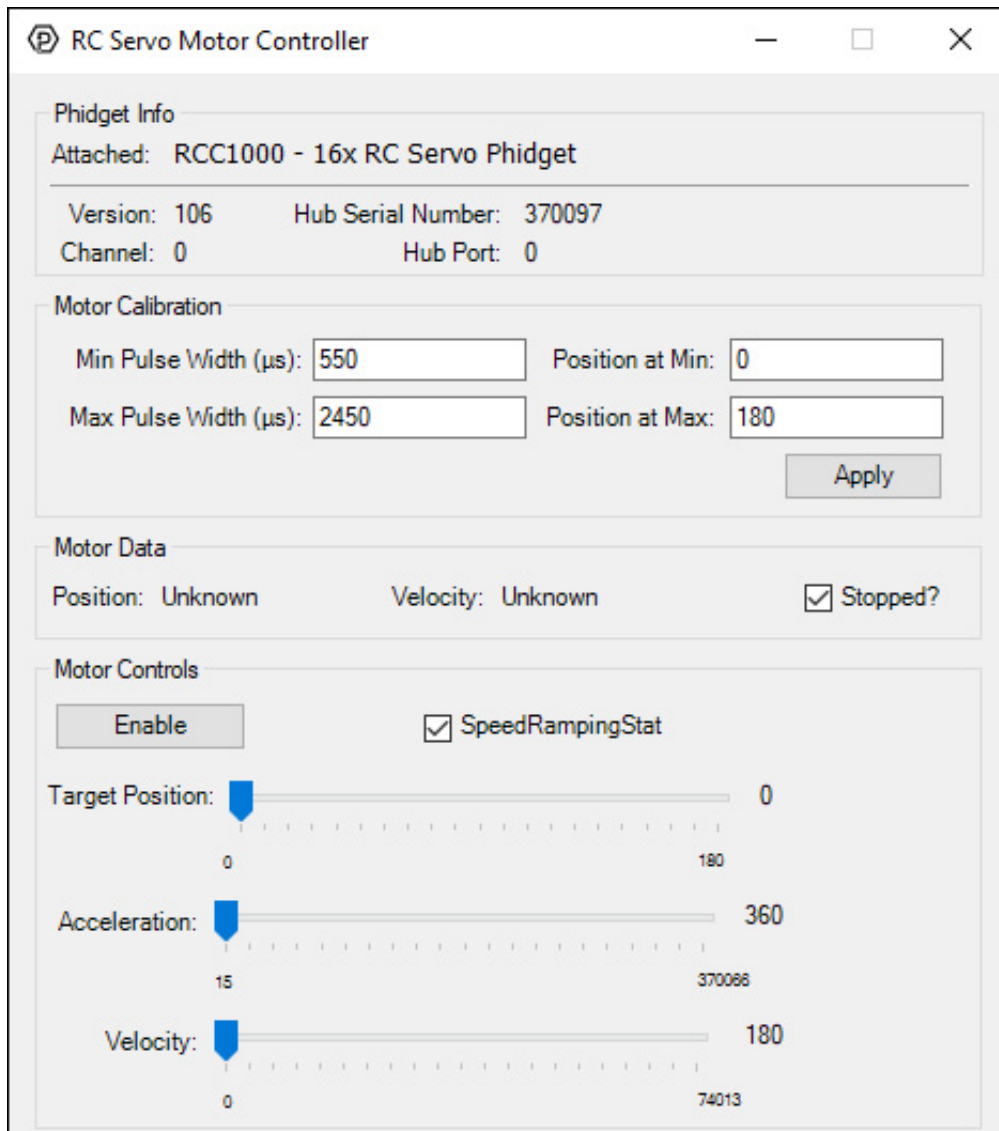 RC Servo Motor Controller
Phidget Info
Attached: RCC1000 - 16x RC Servo Phidget
Version: 106 Hub Serial Number: 370097
Channel: 0 Hub Port: 0
Motor Calibration
Min Pulse Width (µs): 550 Position at Min: 0
Max Pulse Width (µs): 2450 Position at Max: 180
Apply
Motor Data
Position: Unknown Velocity: Unknown Stopped?
Motor Controls
Enable SpeedRampingStat
Target Position: 0
0 180
Acceleration: 360
15 370066
Velocity: 180
0 74013